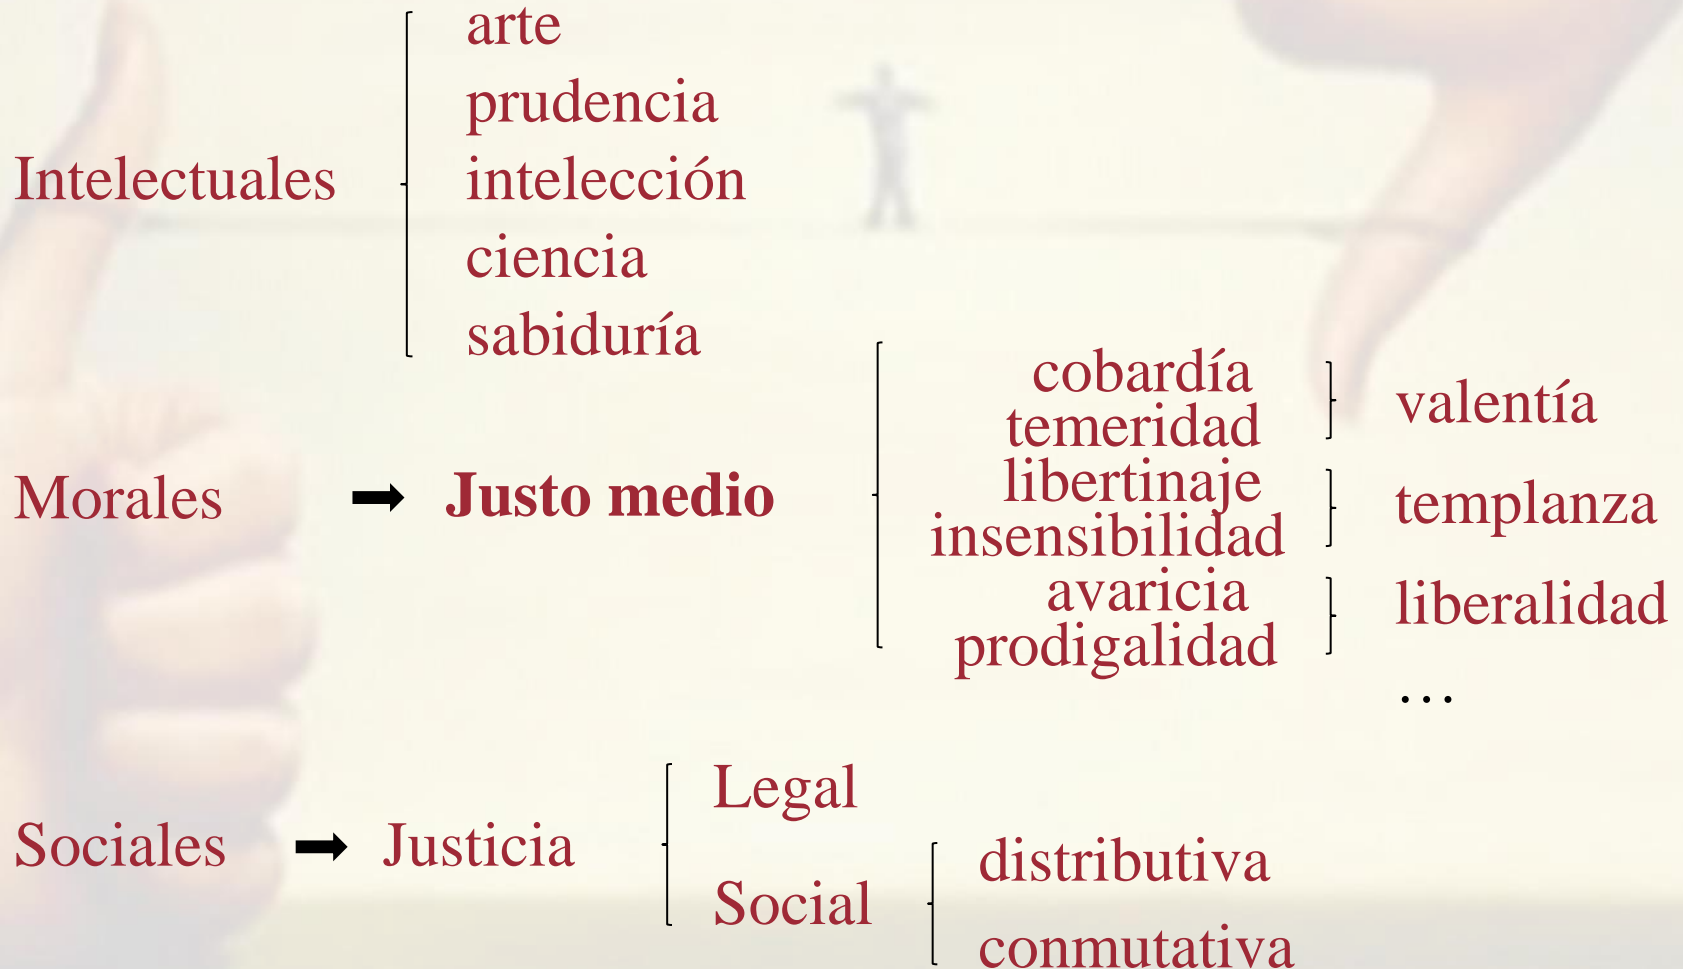 arte
prudencia
Intelectuales
intelección
ciencia
sabiduría
cobardía
temeridad
valentía
Morales
➡ Justo medio
libertinaje
insensibilidad
templanza
avaricia
prodigalidad
liberalidad
…
Sociales ➡ Justicia
Legal
Social
distributiva
conmutativa